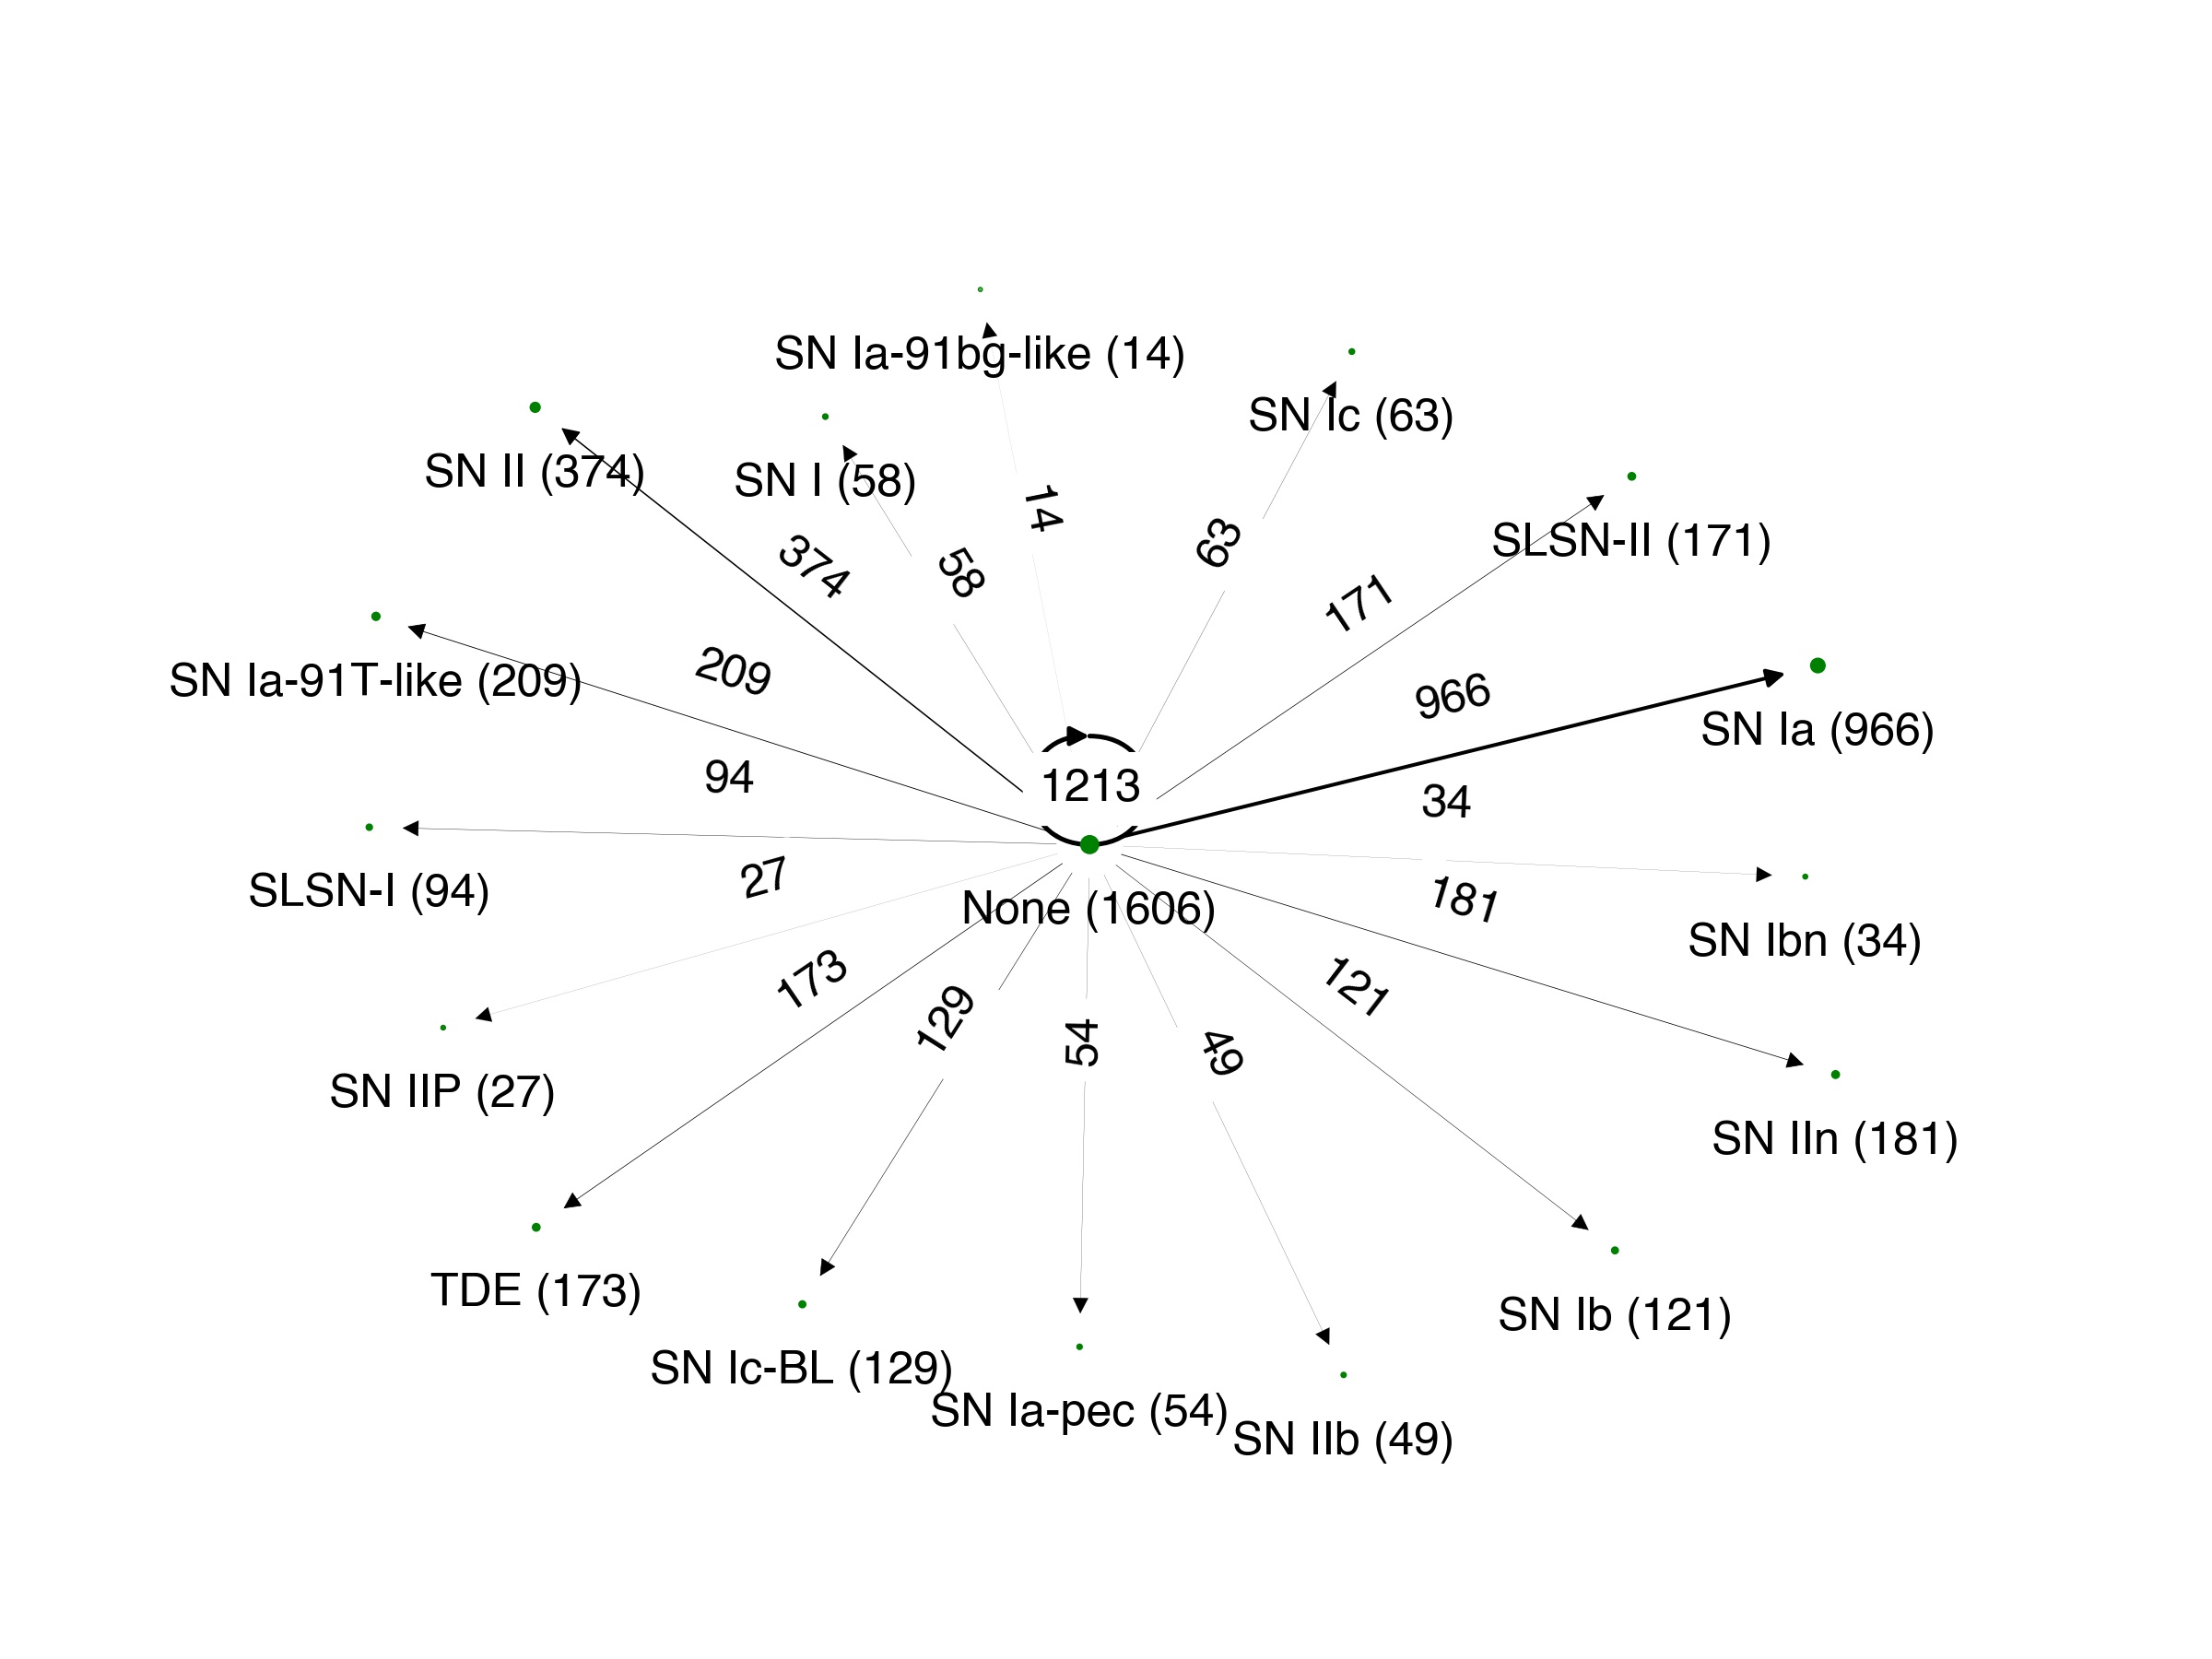 SN Ia-91bg-like (14)
SN Ic (63)
SN II (374)
SN I (58)
14
63
SLSN-II (171)
374
58
171
SN Ia-91T-like (209)
209
966
SN Ia (966)
94
1213
34
SLSN-I (94)
27
None (1606)
181
SN Ibn (34)
173
129
54
49
121
SN IIP (27)
SN IIn (181)
TDE (173)
SN Ib (121)
SN Ic-BL (129)
SN Ia-pec (54)
SN IIb (49)